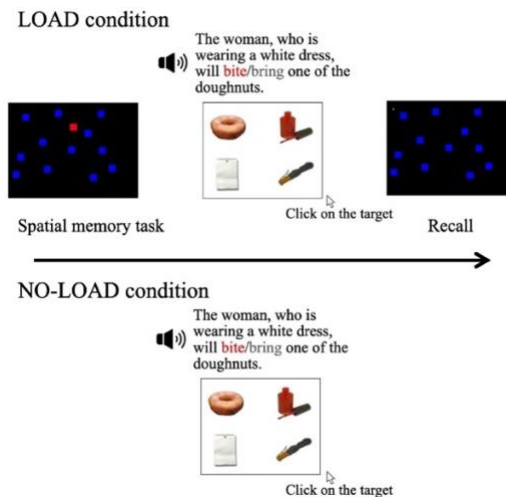 LOAD condition
The woman, who is
wearing a white dress,
will bite/bring one of the
doughnuts.
Click on the target
Spatial memory task
Recall
NO-LOAD condition
The woman, who is
wearing a white dress,
will bite/bring one of the
doughnuts.
Click on the target